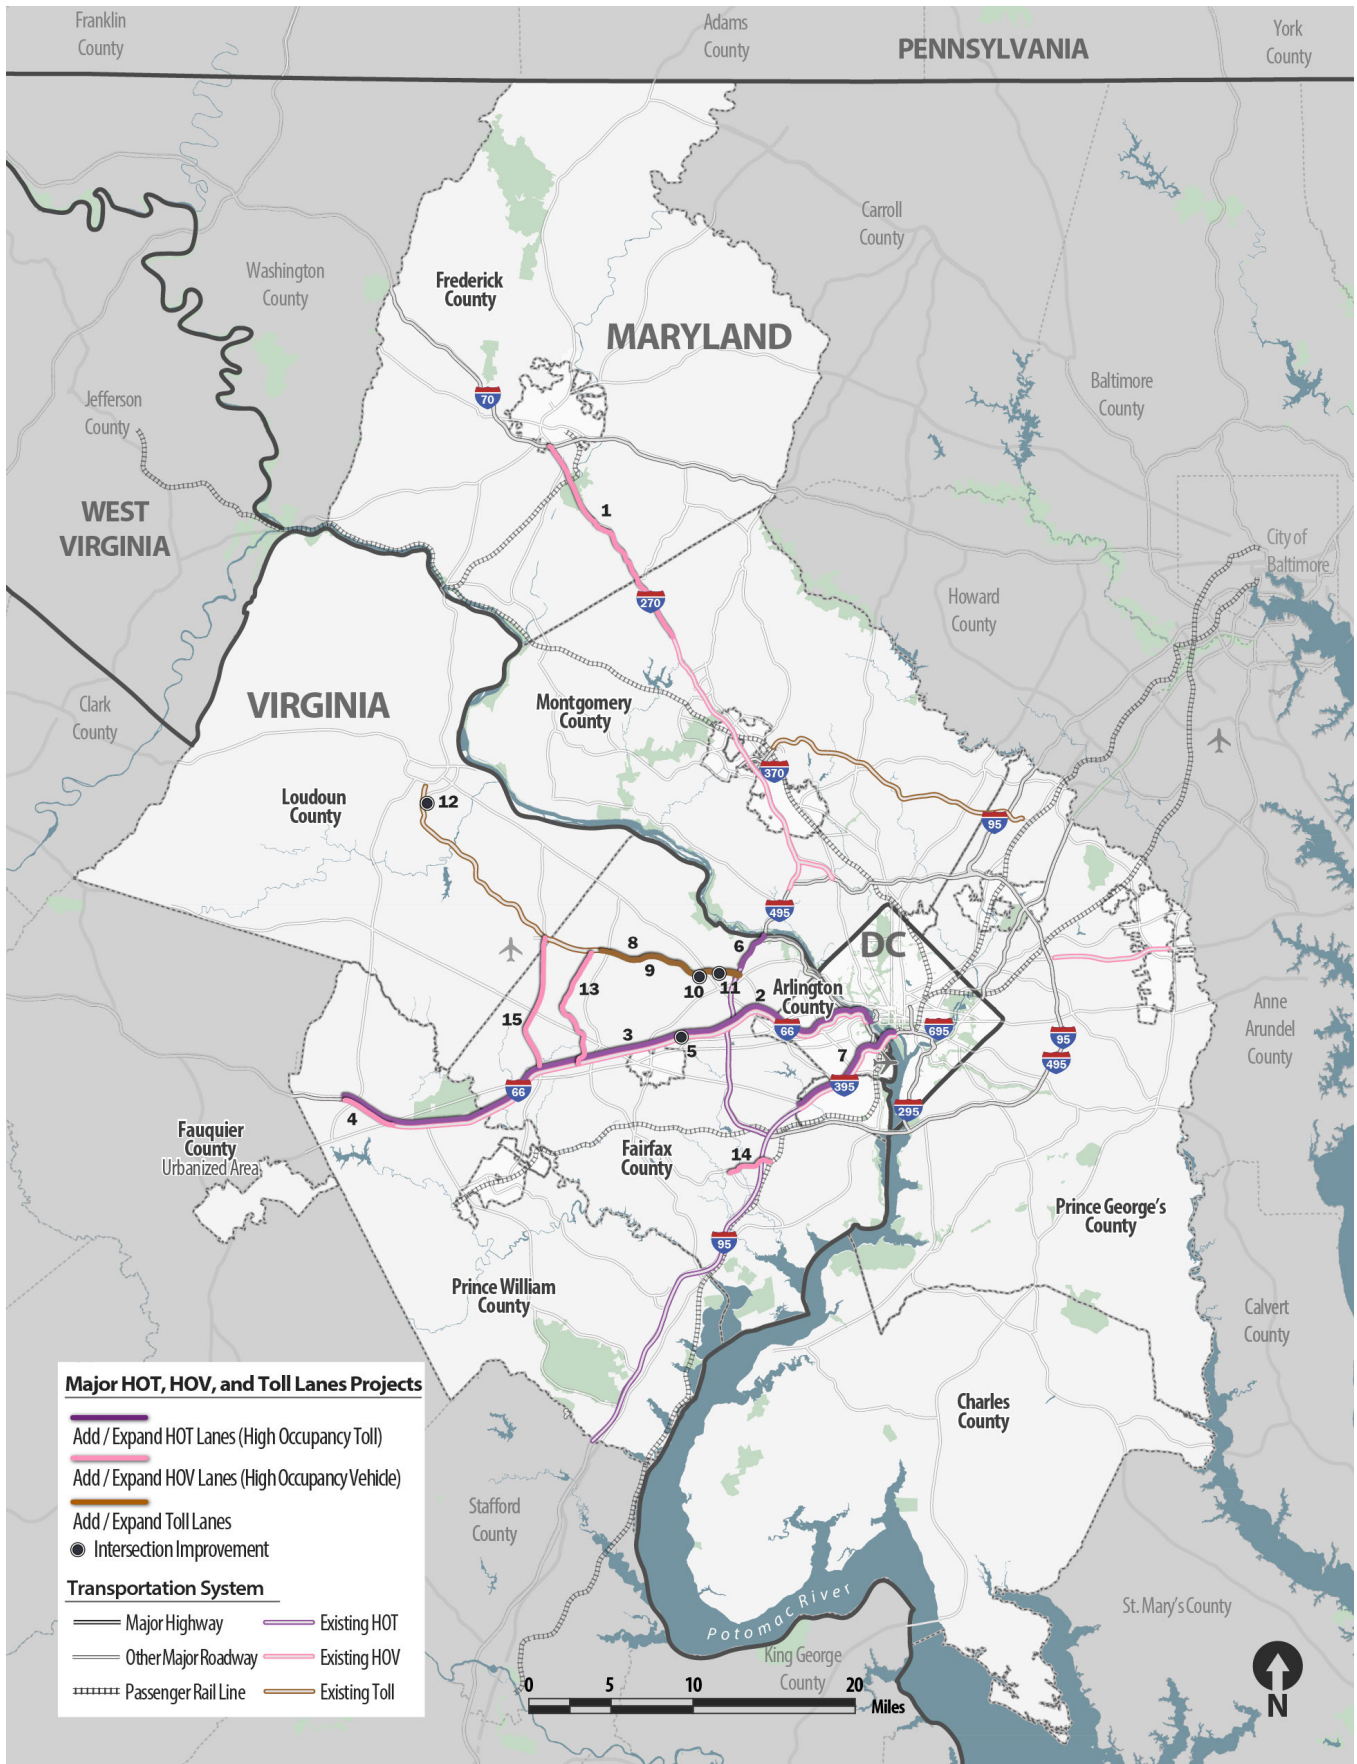 Franklin
County
Adams
County
PENNSYLVANIA
York
County
Carroll
County
Washington
County
Frederick
County
MARYLAND
Baltimore
County
Jefferson
County
70
WEST
VIRGINIA
1
City of
Baltimore
270
Howard
County
Clark
County
VIRGINIA
Montgomery
County
370
Loudoun
County
12
95
495
8
6
DC
9
10
11
13
2
Arlington
County
15
3
5
66
695
Anne
Arundel
County
95
495
7
395
66
4
295
Fauquier
County
Urbanized Area
Fairfax
County
14
Prince George's
County
95
Prince William
County
Calvert
County
Charles
County
Major HOT, HOV, and Toll Lanes Projects
Add / Expand HOT Lanes (High Occupancy Toll)
Add / Expand HOV Lanes (High Occupancy Vehicle)
Add / Expand Toll Lanes
Intersection Improvement
Transportation System
Major Highway
Existing HOT
Other Major Roadway
Existing HOV
Passenger Rail Line
Existing Toll
Stafford
County
Potomac River
St. Mary's County
King George
County
0 5 10 20
Miles
N